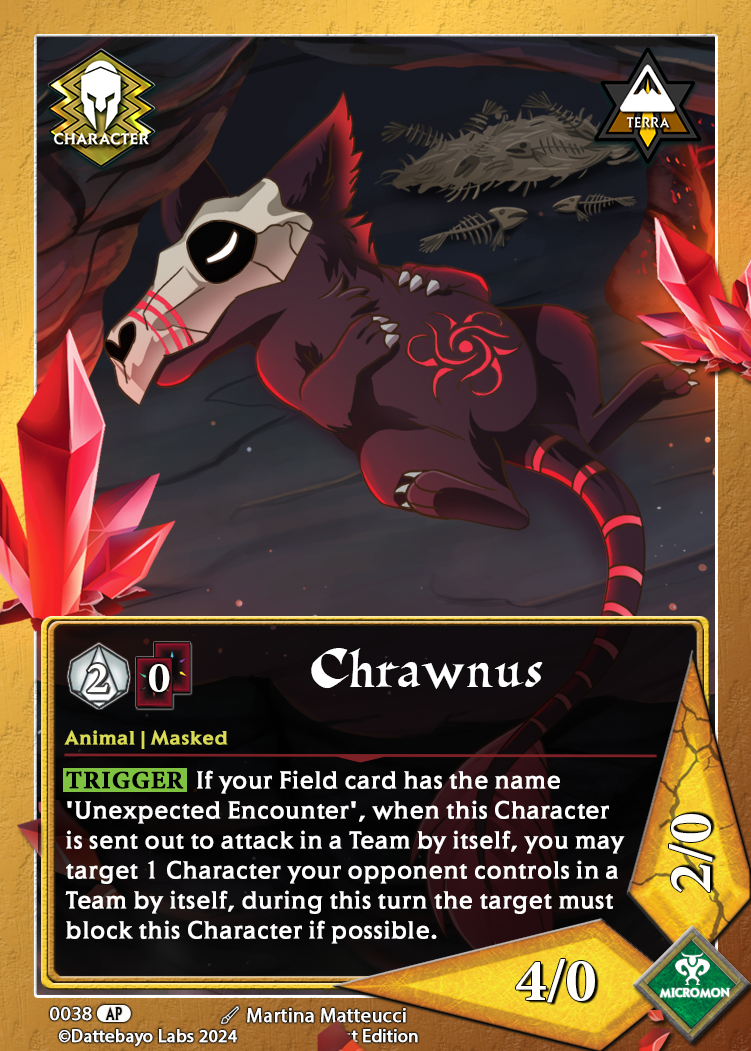 CHARACTER
TERRA
2
0
Chrawnus
Animal | Masked
TRIGGER If your Field card has the name
"Unexpected Encounter", when this Character
is sent out to attack in a Team by itself, you may
target 1 Character your opponent controls in a
Team by itself, during this turn the target must
block this Character if possible.
2/0
4/0
MICROMON
0038 AP
Martina Matteucci
©Dattebayo Labs 2024
t Edition